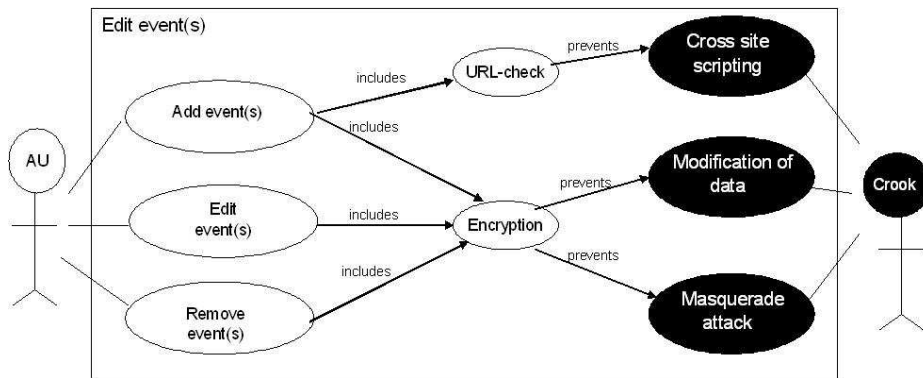 Edit event(s)
prevents
Cross site
scripting
includes
URL-check
Add event(s)
includes
AU
Modification of
data
prevents
Crook
Edit
event(s)
includes
Encryption
prevents
includes
Remove
event(s)
Masquerade
attack